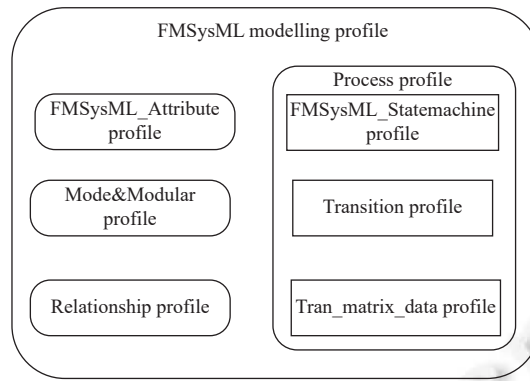 FMSysML modelling profile
FMSysML_Attribute
profile
Mode&Modular
profile
Relationship profile
Process profile
FMSysML_Statemachine
profile
Transition profile
Tran_matrix_data profile